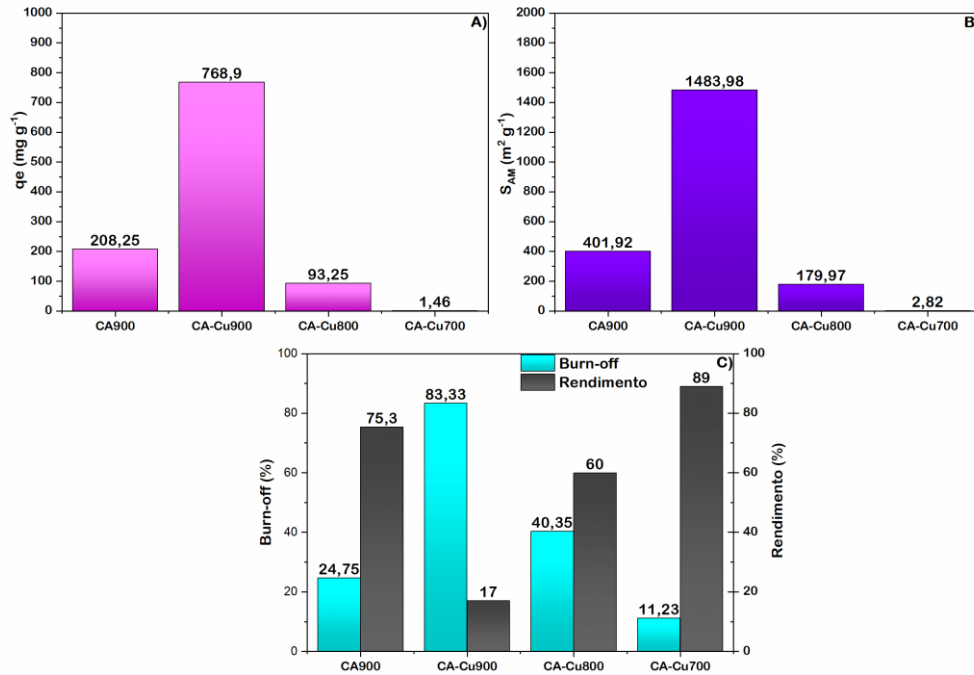 A)
1000
900
800
700
600
500
400
300
200
100
0
qe (mg g-1)
208,25
768,9
93,25
1,46
CA900
CA-Cu900
CA-Cu800
CA-Cu700
B)
2000
1800
1600
1400
1200
1000
800
600
400
200
0
SAM (m2 g-1)
401,92
1483,98
179,97
2,82
CA900
CA-Cu900
CA-Cu800
CA-Cu700
C)
Burn-off
Rendimento
100
80
60
40
20
0
Burn-off (%)
24,75
75,3
83,33
17
40,35
60
11,23
89
100
80
60
40
20
0
Rendimento (%)
CA900
CA-Cu900
CA-Cu800
CA-Cu700